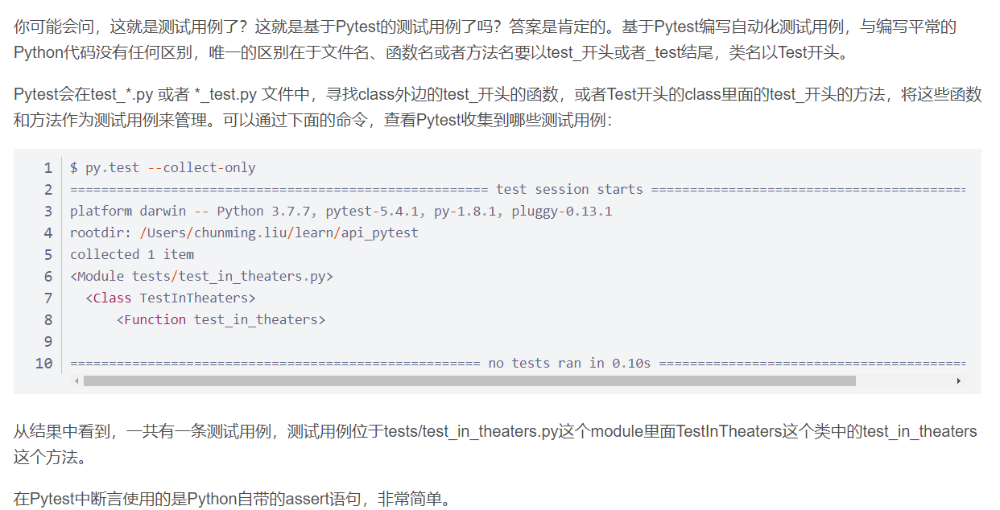 你可能会问，这就是测试用例了？这就是基于Pytest的测试用例了吗？答案是肯定的。基于Pytest编写自动化测试用例，与编写平常的
Python代码没有任何区别，唯一的区别在于文件名、函数名或者方法名要以test_开头或者_test结尾，类名以Test开头。
Pytest会在test_*.py 或者 *_test.py 文件中，寻找class外边的test_开头的函数，或者Test开头的class里面的test_开头的方法，将这些函数
和方法作为测试用例来管理。可以通过下面的命令，查看Pytest收集到哪些测试用例：
1 $ py.test --collect-only
2 ====================================================== test session starts =========================================
3 platform darwin -- Python 3.7.7, pytest-5.4.1, py-1.8.1, pluggy-0.13.1
4 rootdir: /Users/chunming.liu/learn/api_pytest
5 collected 1 item
6 <Module tests/test_in_theaters.py>
7   <Class TestInTheaters>
8       <Function test_in_theaters>
9
10 ===================================================== no tests ran in 0.10s ========================================
从结果中看到，一共有一条测试用例，测试用例位于tests/test_in_theaters.py这个module里面TestInTheaters这个类中的test_in_theaters
这个方法。
在Pytest中断言使用的是Python自带的assert语句，非常简单。